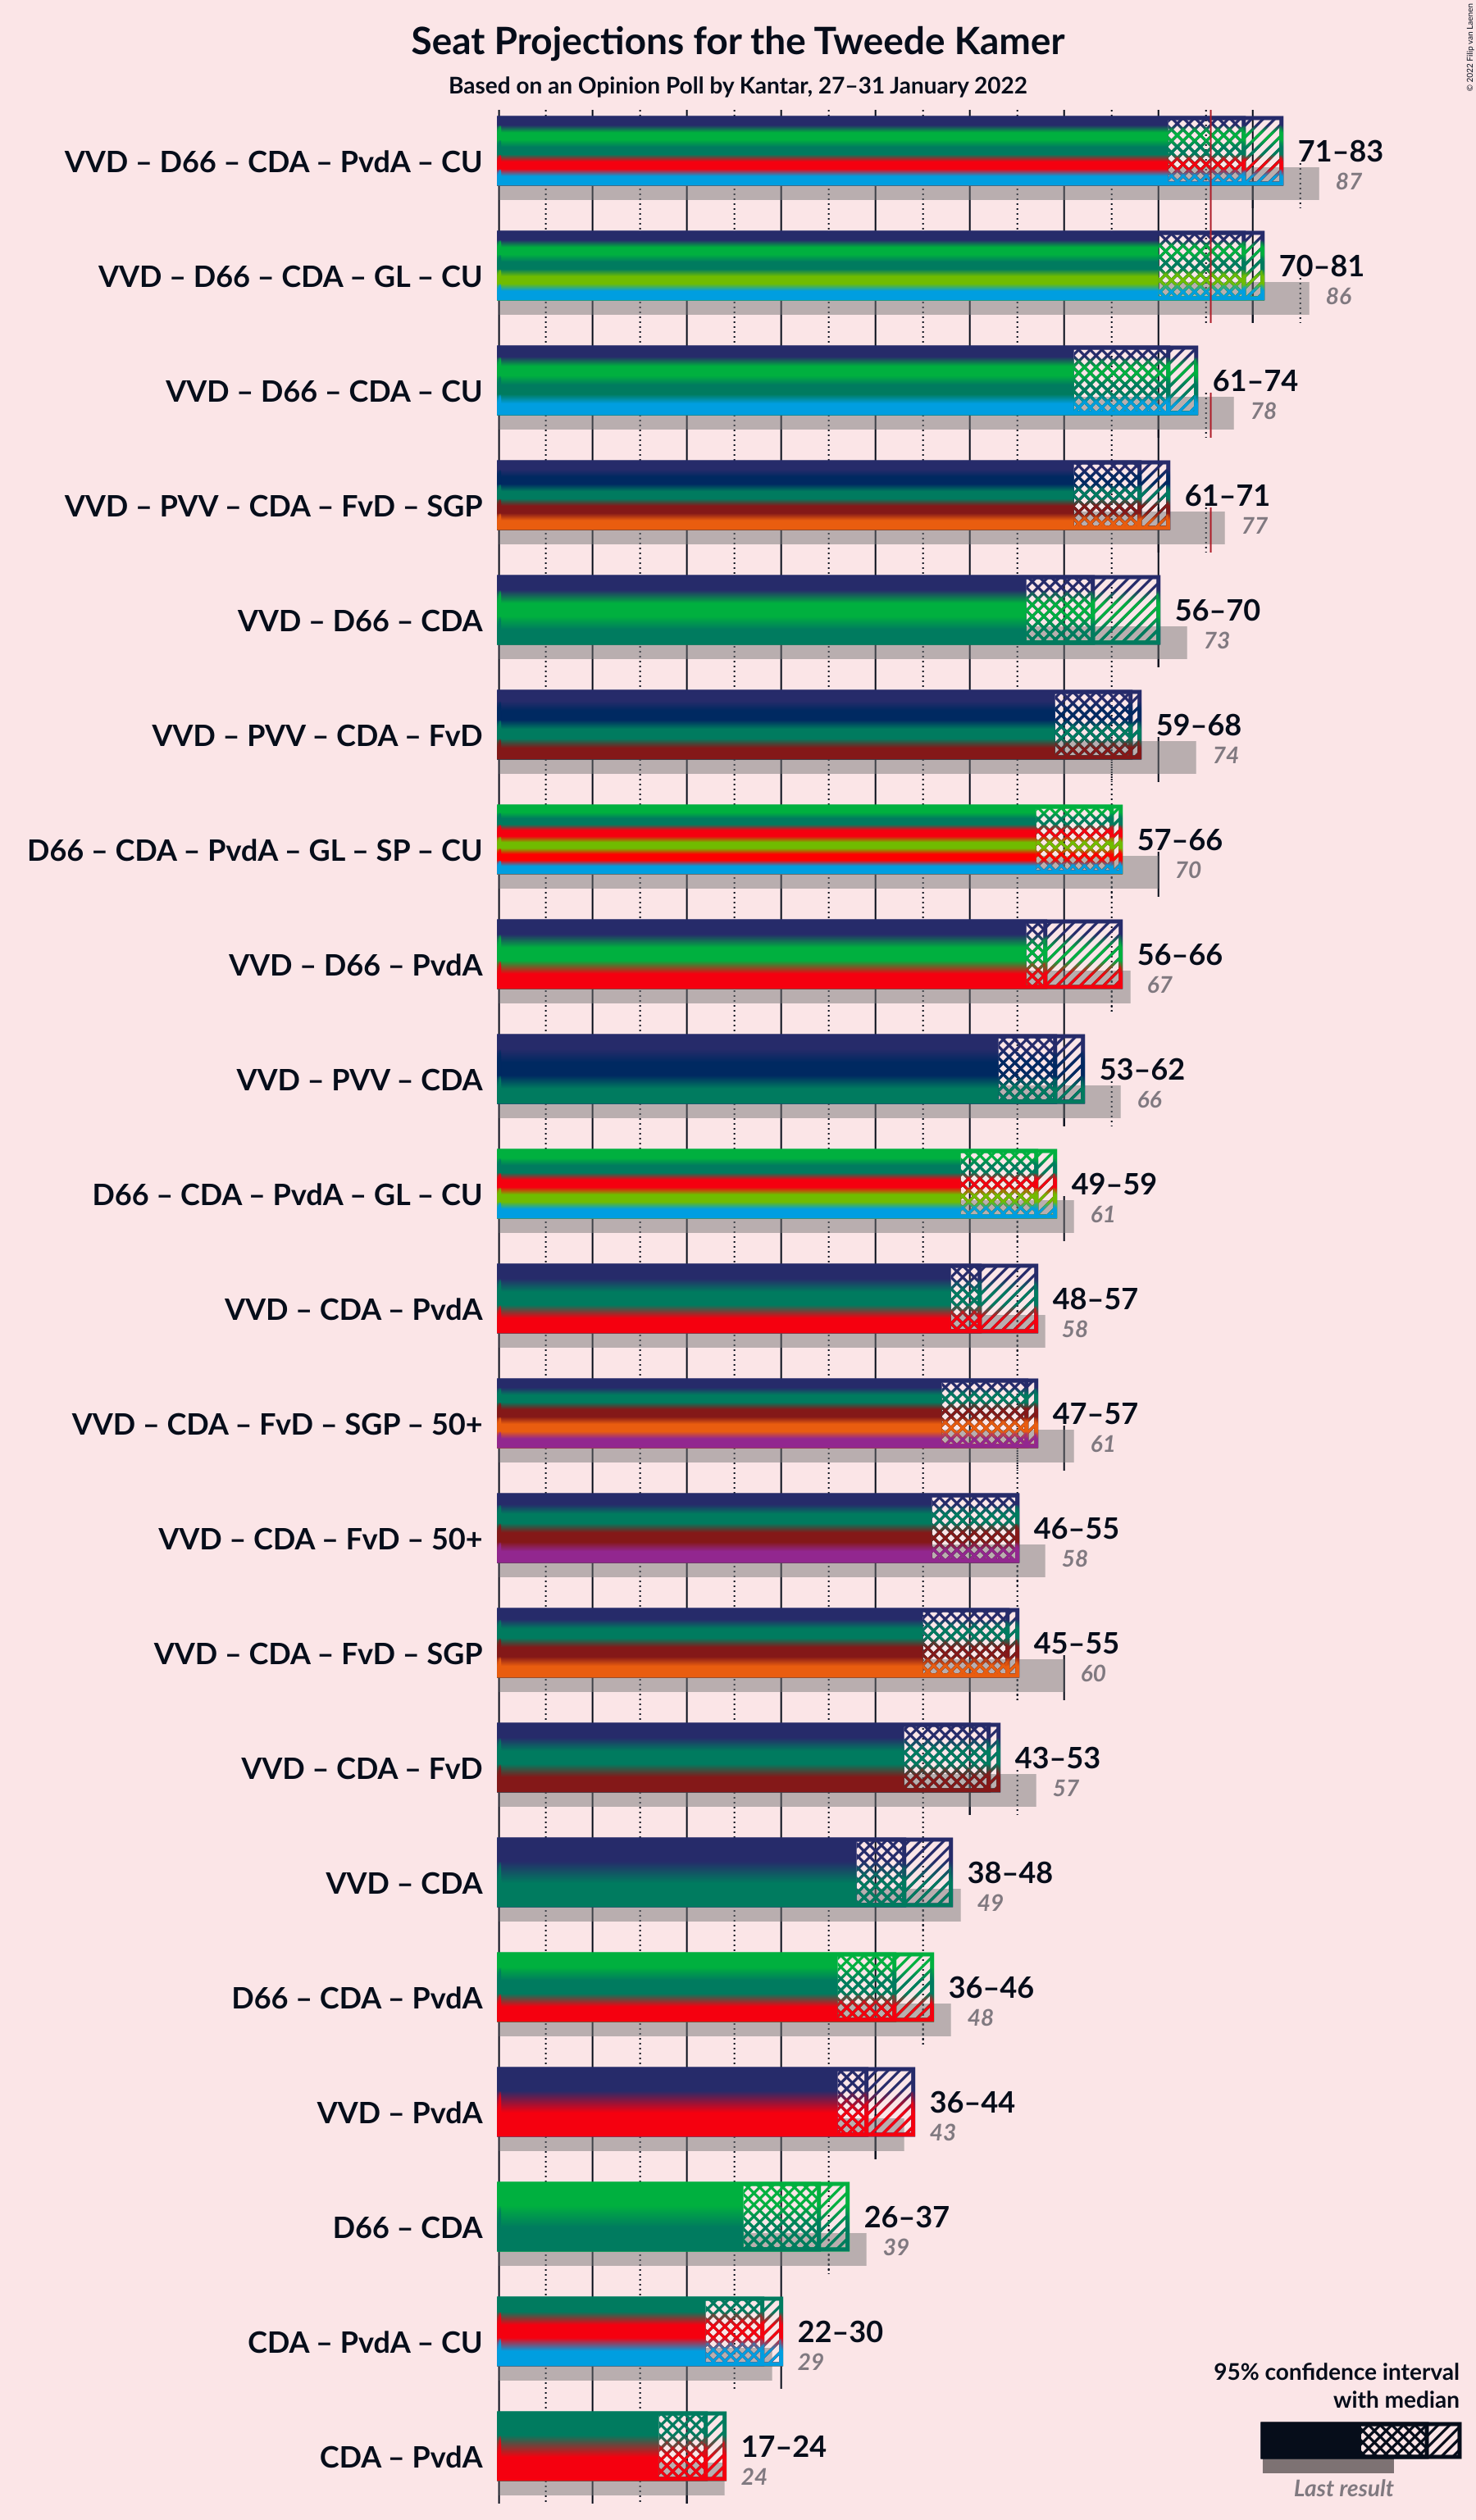 Seat Projections for the Tweede Kamer
Based on an Opinion Poll by Kantar, 27–31 January 2022
© 2022 Filip van Laenen
VVD – D66 – CDA – PvdA – CU
71–83
87
VVD – D66 – CDA – GL – CU
70–81
86
VVD – D66 – CDA – CU
61–74
78
VVD – PVV – CDA – FvD – SGP
61–71
77
VVD – D66 – CDA
56–70
73
VVD – PVV – CDA – FvD
59–68
74
D66 – CDA – PvdA – GL – SP – CU
57–66
70
VVD – D66 – PvdA
56–66
67
VVD – PVV – CDA
53–62
66
D66 – CDA – PvdA – GL – CU
49–59
61
VVD – CDA – PvdA
48–57
58
VVD – CDA – FvD – SGP – 50+
47–57
61
VVD – CDA – FvD – 50+
46–55
58
VVD – CDA – FvD – SGP
45–55
60
VVD – CDA – FvD
43–53
57
VVD – CDA
38–48
49
D66 – CDA – PvdA
36–46
48
VVD – PvdA
36–44
43
D66 – CDA
26–37
39
CDA – PvdA – CU
22–30
29
CDA – PvdA
17–24
24
95% confidence interval
with median
Last result